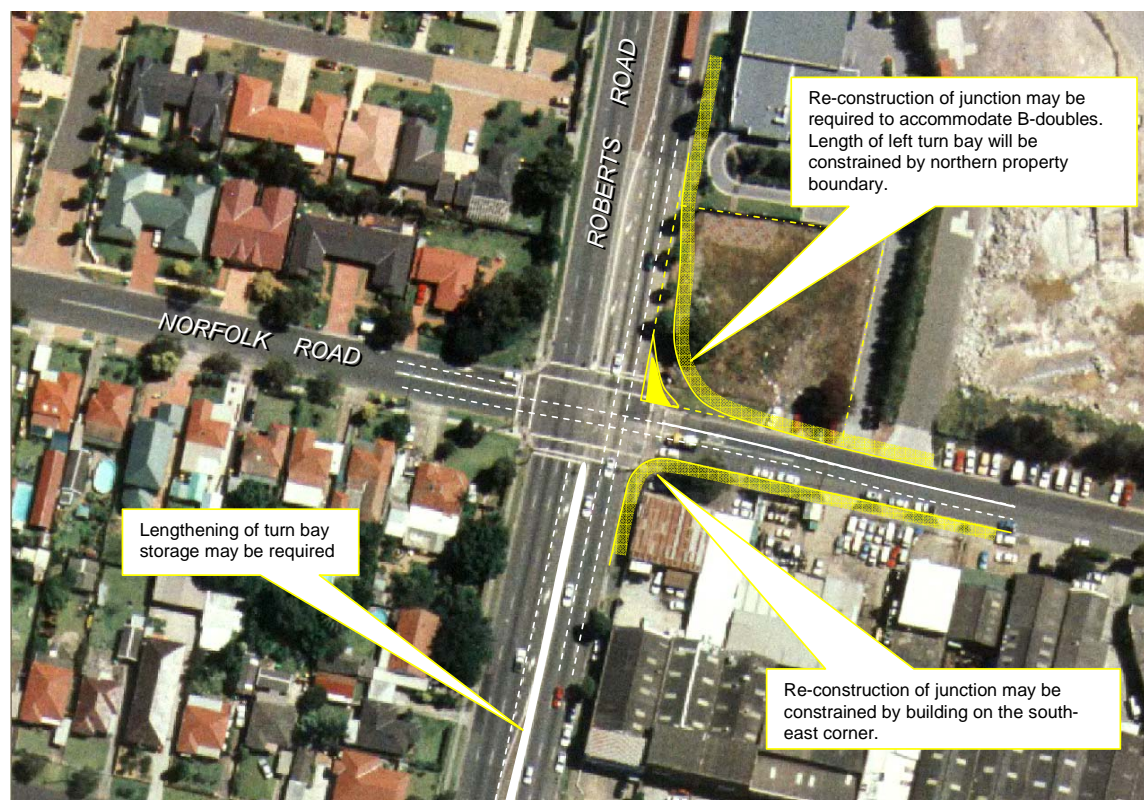 ROBERTS ROAD
Re-construction of junction may be
required to accommodate B-doubles.
Length of left turn bay will be
constrained by northern property
boundary.
NORFOLK ROAD
Lengthening of turn bay
storage may be required
Re-construction of junction may be
constrained by building on the south-
east corner.